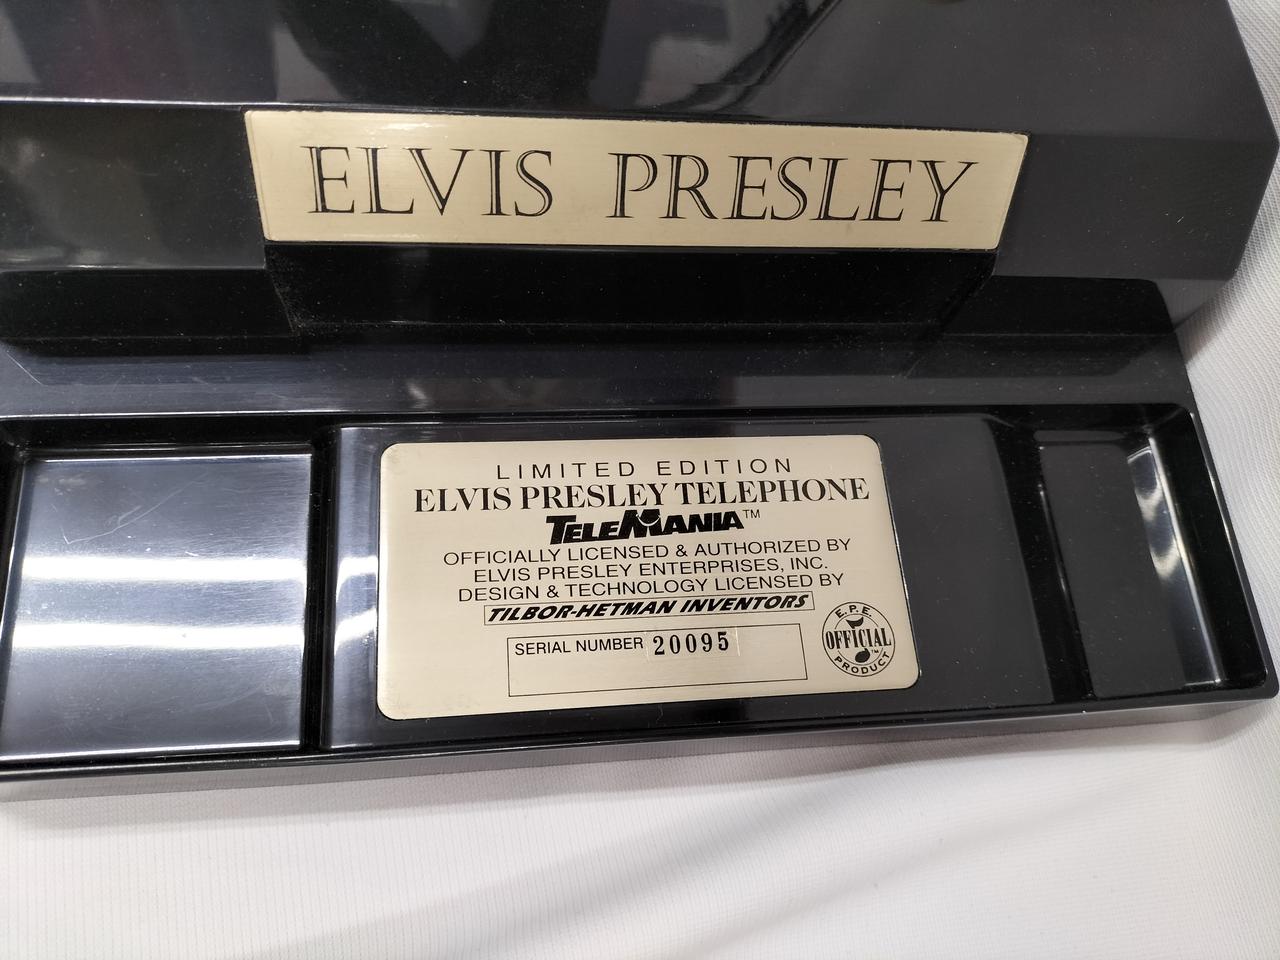 ELVIS PRESLEY
LIMITED EDITION
ELVIS PRESLEY TELEPHONE
TELEMANIA™
OFFICIALLY LICENSED & AUTHORIZED BY
ELVIS PRESLEY ENTERPRISES, INC.
DESIGN & TECHNOLOGY LICENSED BY
TILBOR-HETMAN INVENTORS
SERIAL NUMBER 20095
E.P.E.
OFFICIAL™
PRODUCT